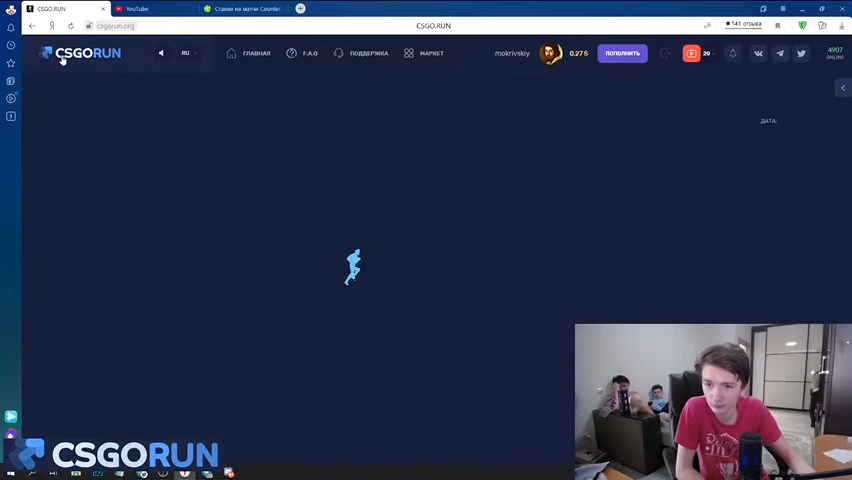 CSGO.RUN
YouTube
Ставки на матчи Counter
csgorun.org
CSGO.RUN
543 отзыва
CSGORUN
RU
ГЛАВНАЯ
F.A.Q
ПОДДЕРЖКА
МАРКЕТ
mokrivskiy
0.27$
ПОПОЛНИТЬ
20
4907
ONLINE
ДАТА:
CSGORUN